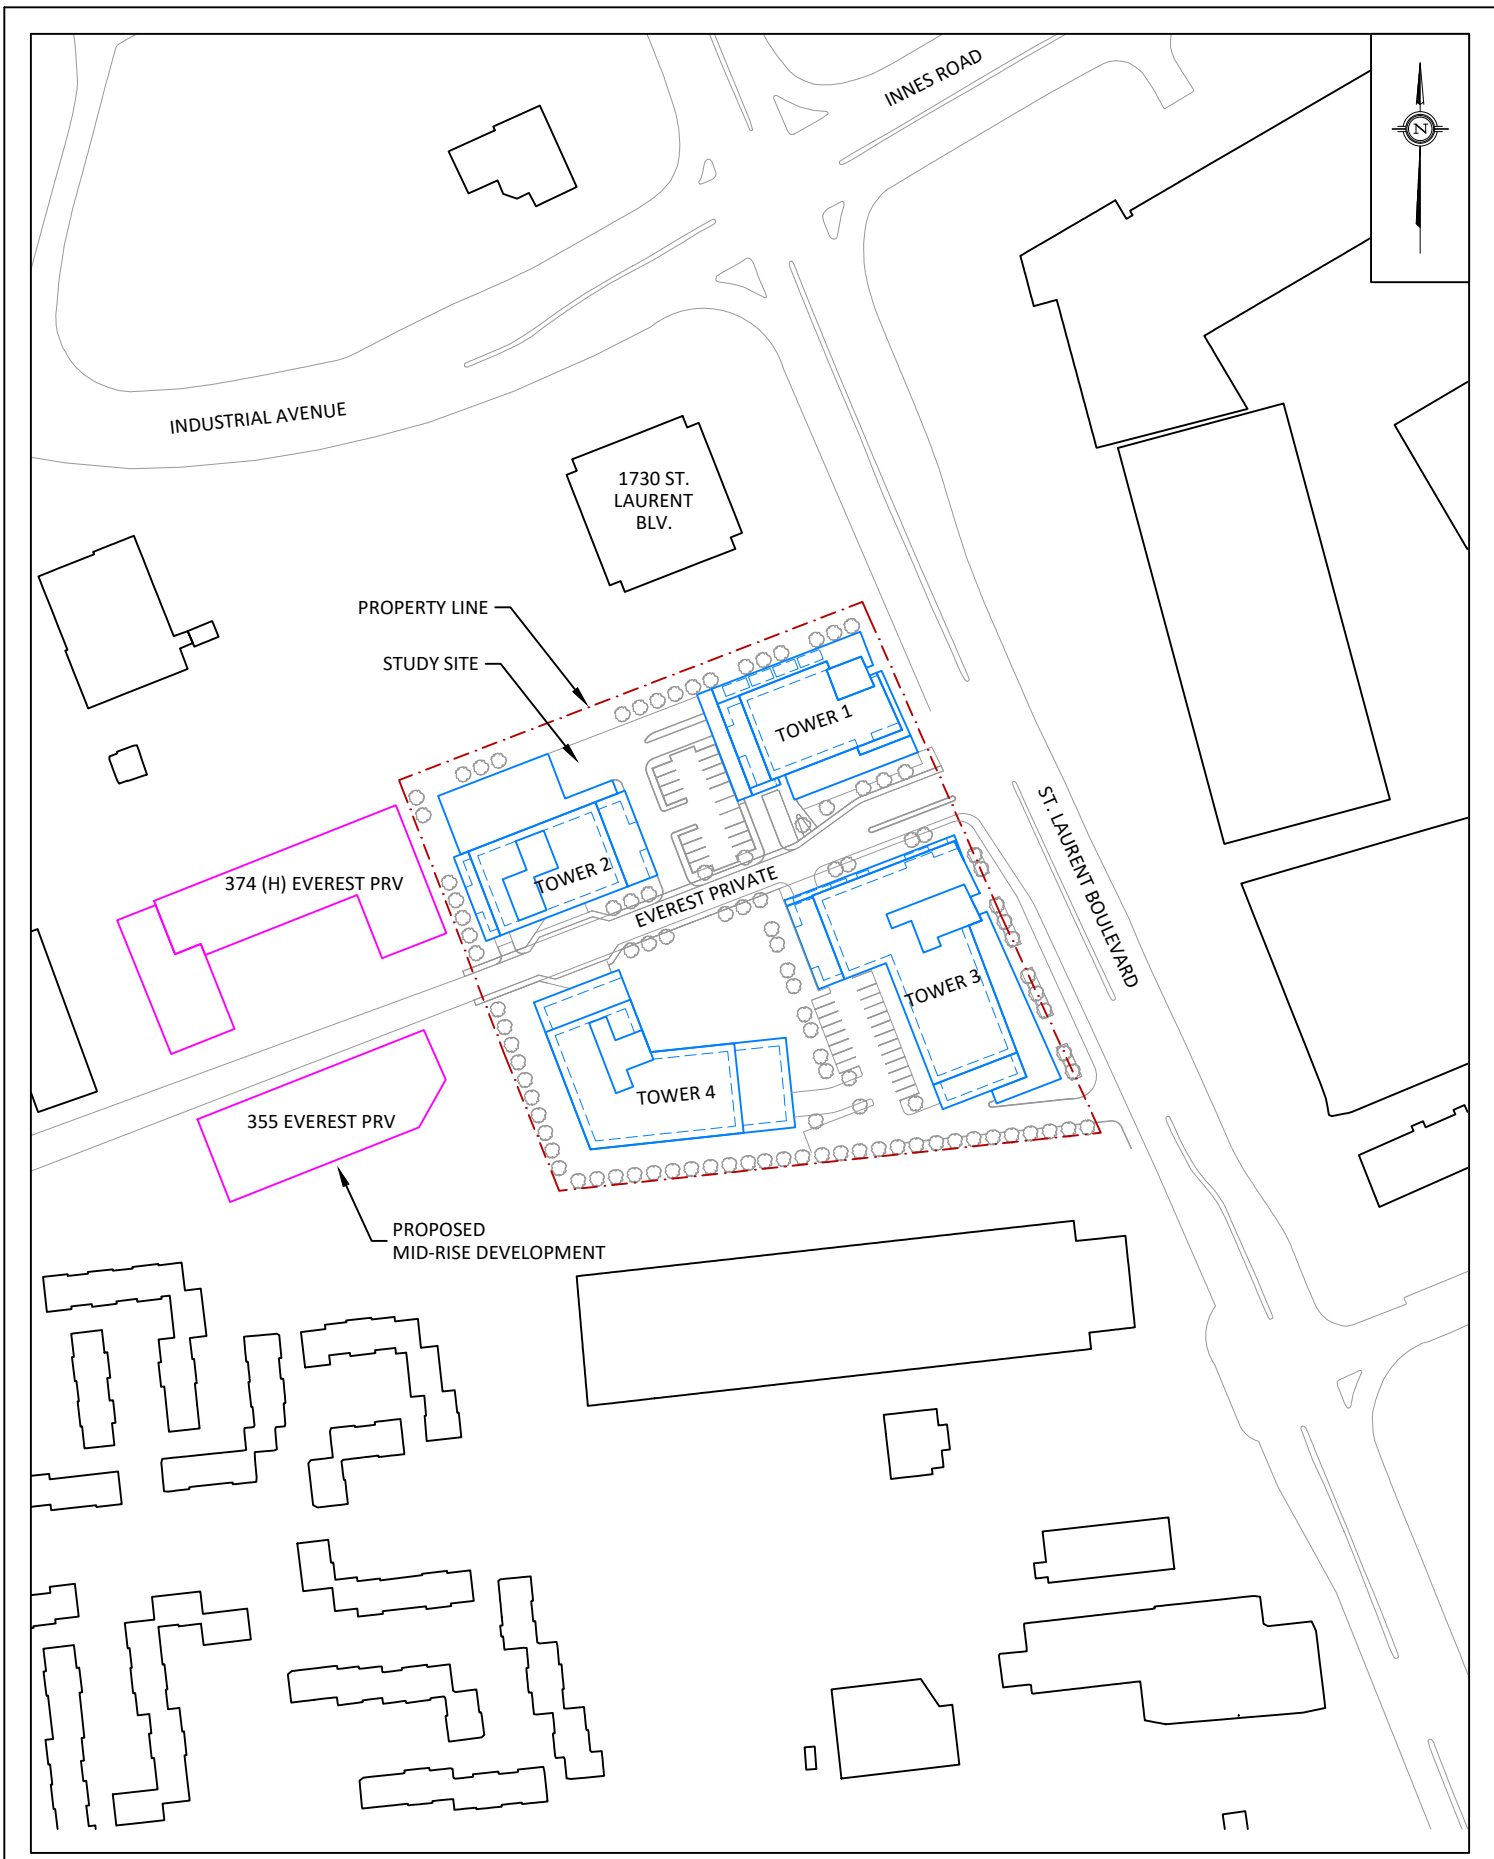 INNES ROAD
N
INDUSTRIAL AVENUE
1730 ST.
LAURENT
BLV.
PROPERTY LINE
STUDY SITE
TOWER 1
ST. LAURENT BOULEVARD
TOWER 2
374 (H) EVEREST PRV
EVEREST PRIVATE
TOWER 3
TOWER 4
355 EVEREST PRV
PROPOSED
MID-RISE DEVELOPMENT